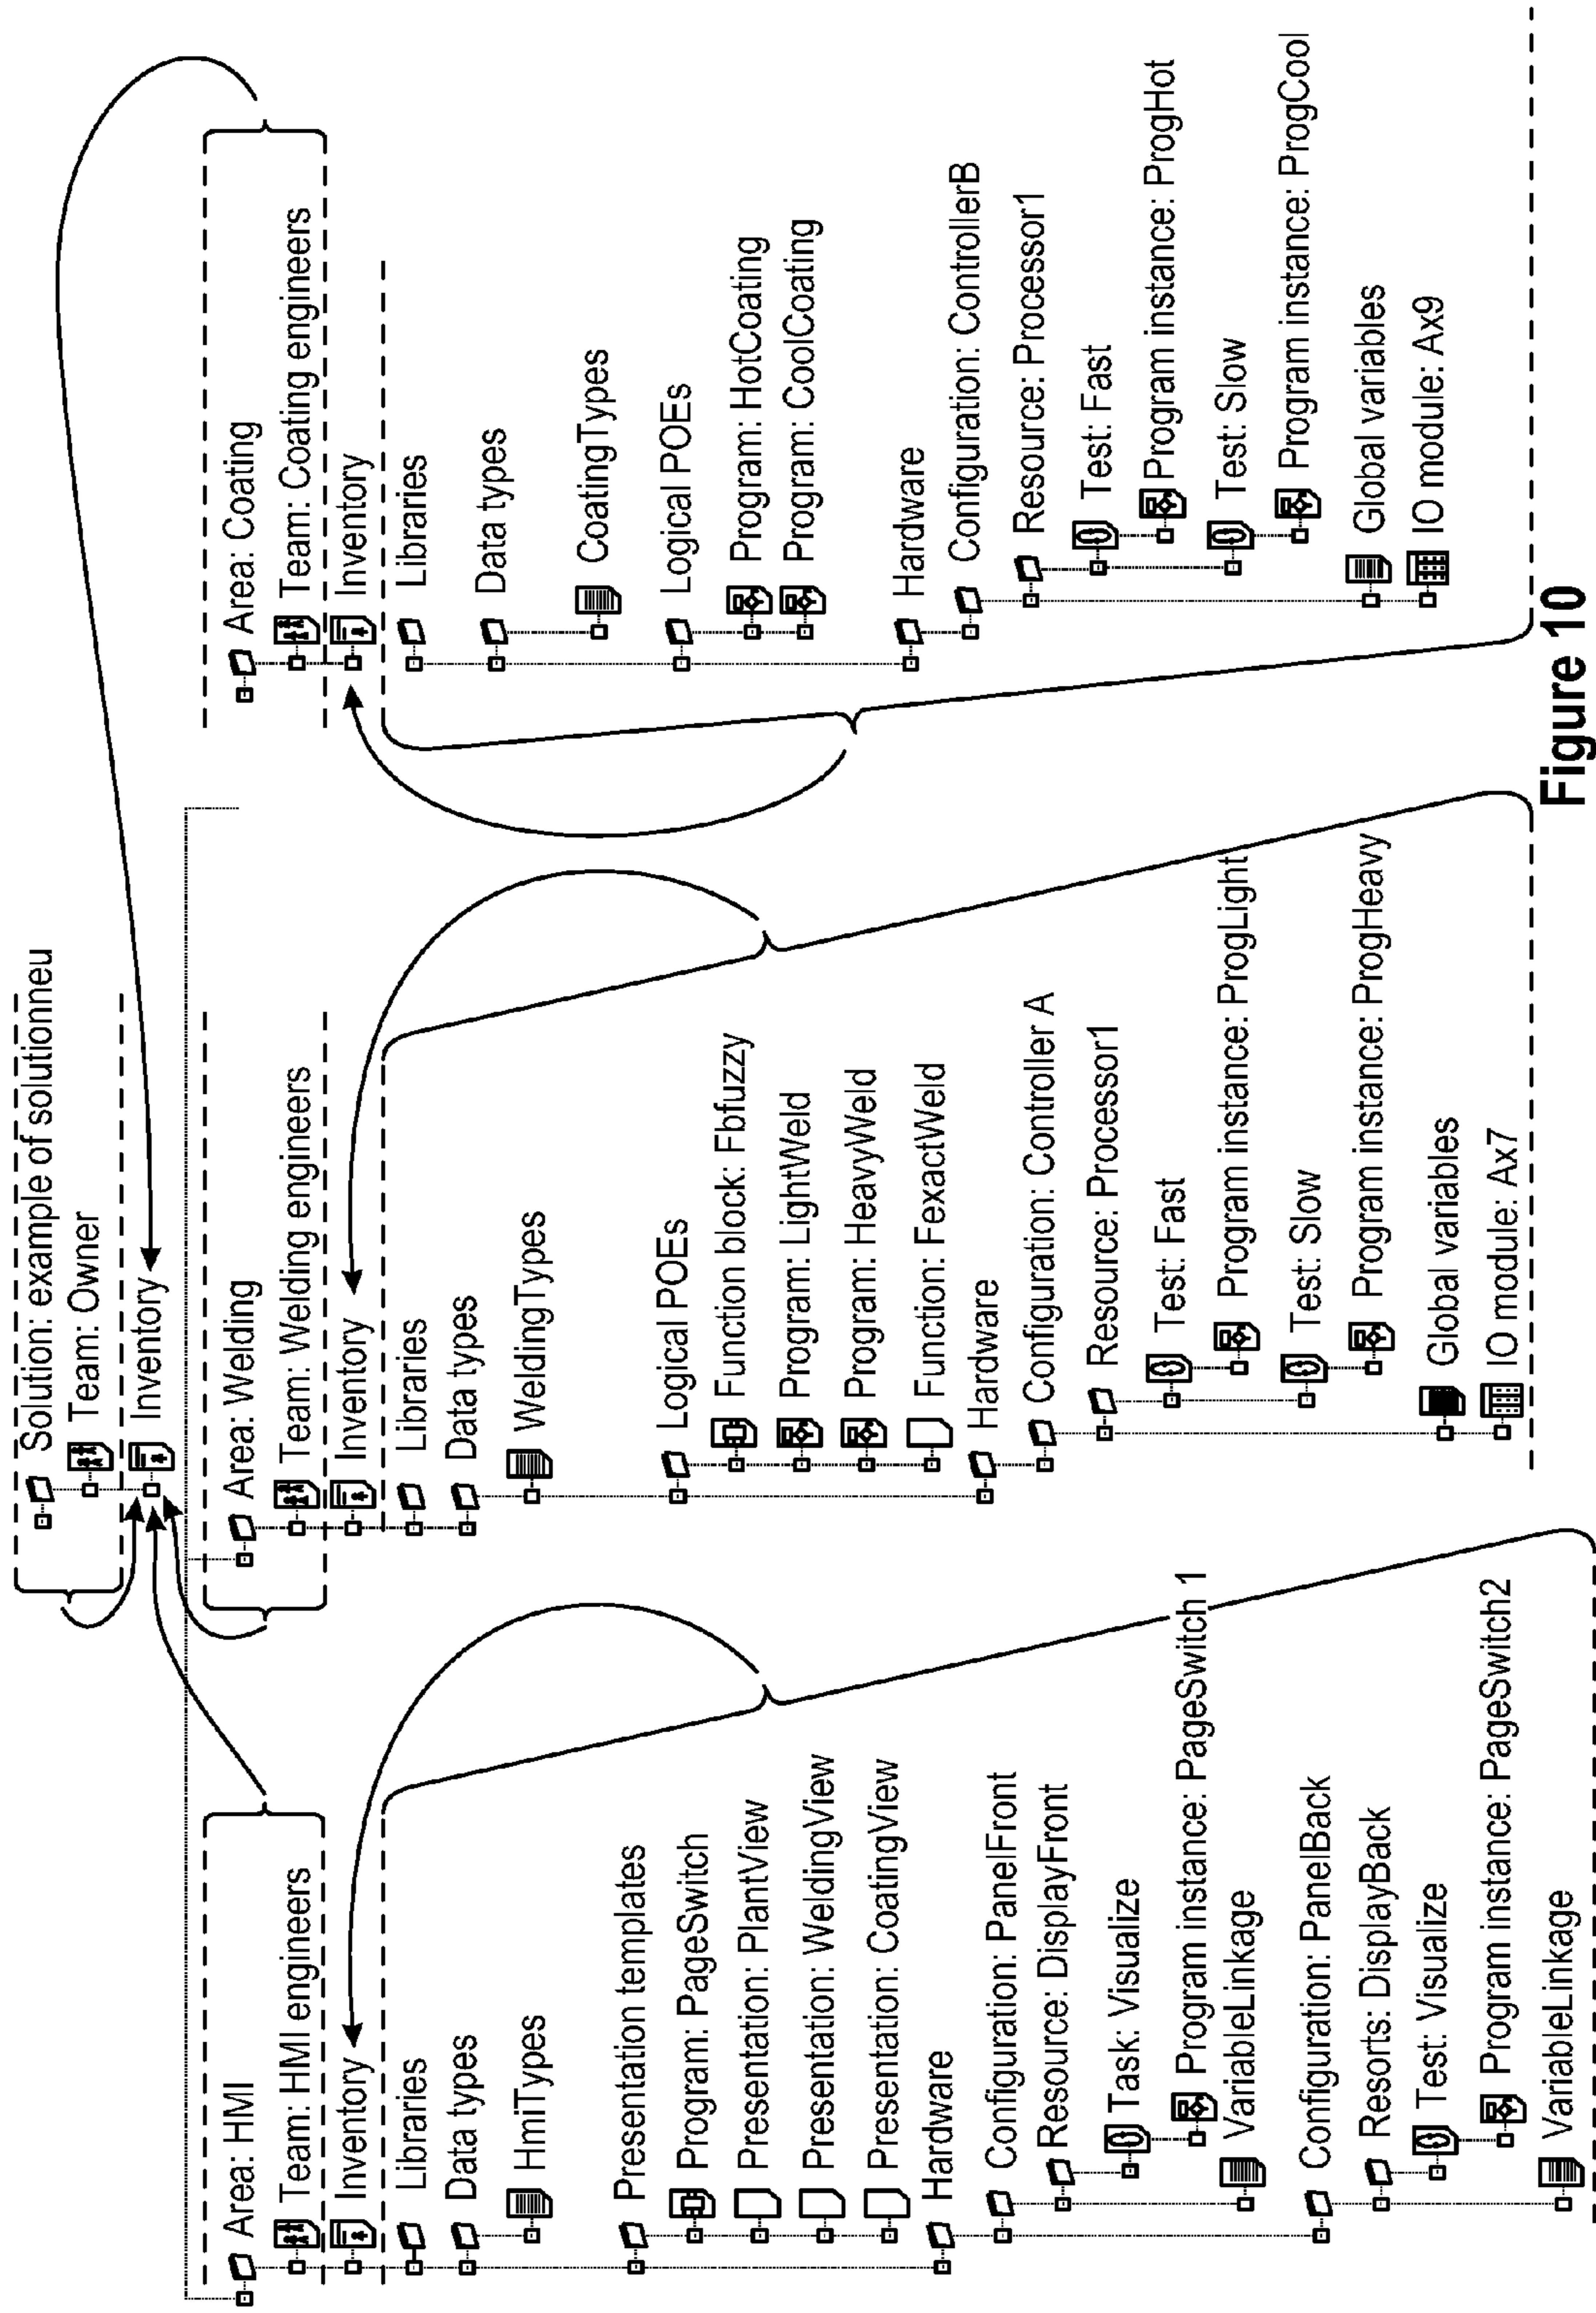 Solution: example of solutionneu
Team: Owner
Inventory
Area: HMI
Team: HMI engineers
Inventory
Libraries
Data types
HmiTypes
Presentation templates
Program: PageSwitch
Presentation: PlantView
Presentation: WeldingView
Presentation: CoatingView
Hardware
Configuration: PanelFront
Resource: DisplayFront
Task: Visualize
Program instance: PageSwitch 1
VariableLinkage
Configuration: PanelBack
Resorts: DisplayBack
Test: Visualize
Program instance: PageSwitch2
VariableLinkage
Area: Welding
Team: Welding engineers
Inventory
Libraries
Data types
WeldingTypes
Logical POEs
Function block: Fbfuzzy
Program: LightWeld
Program: HeavyWeld
Function: FexactWeld
Hardware
Configuration: Controller A
Resource: Processor1
Test: Fast
Program instance: ProgLight
Test: Slow
Program instance: ProgHeavy
Global variables
IO module: Ax7
Area: Coating
Team: Coating engineers
Inventory
Libraries
Data types
CoatingTypes
Logical POEs
Program: HotCoating
Program: CoolCoating
Hardware
Configuration: ControllerB
Resource: Processor1
Test: Fast
Program instance: ProgHot
Test: Slow
Program instance: ProgCool
Global variables
IO module: Ax9
Figure 10